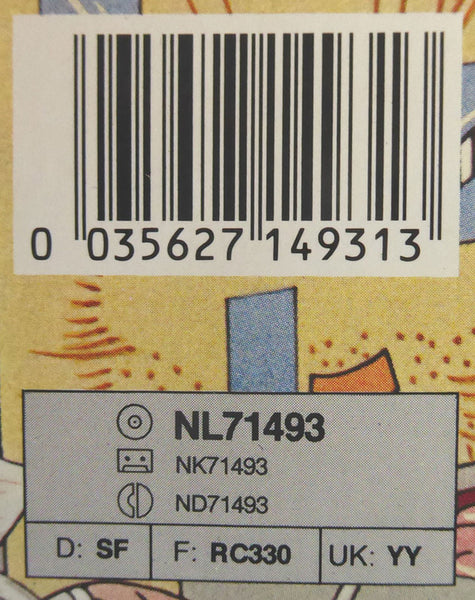 0 035627 149313
NL71493
NK71493
ND71493
D: SF F: RC330 UK: YY